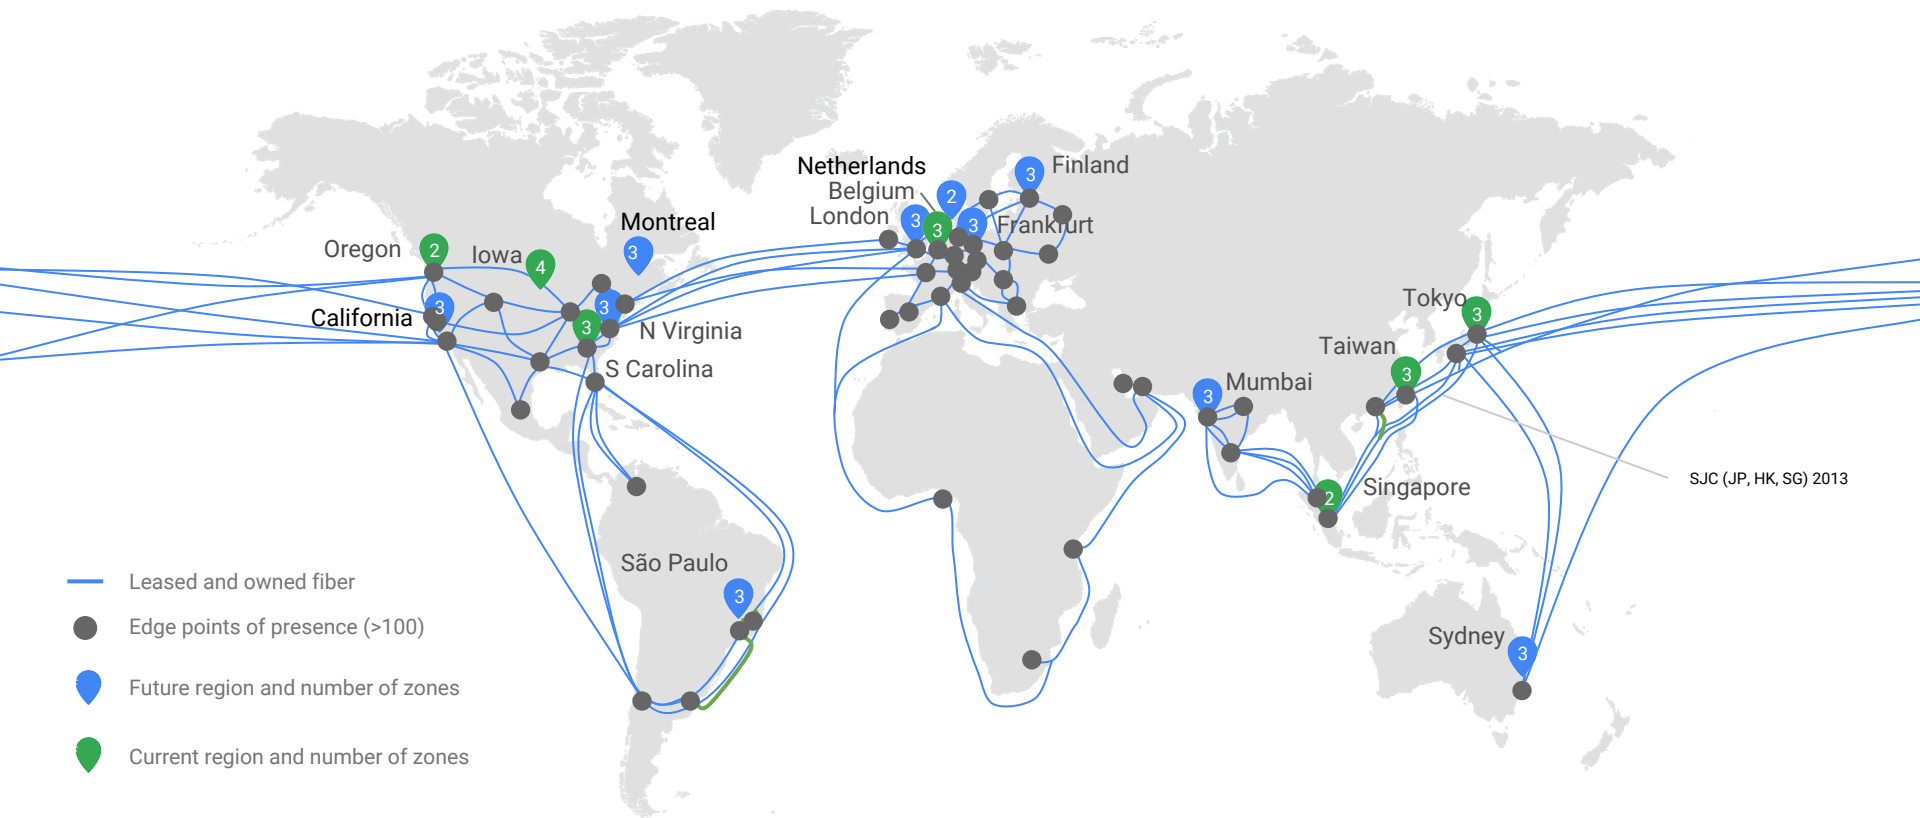 Netherlands
Finland
3
Belgium
2
London
3
3
3
Frankfurt
Montreal
3
Oregon
2
Iowa
4
Tokyo
3
California
3
3
3
N Virginia
Taiwan
3
S Carolina
3
Mumbai
SJC (JP, HK, SG) 2013
2
Singapore
São Paulo
3
Leased and owned fiber
Edge points of presence (>100)
Sydney
3
Future region and number of zones
Current region and number of zones